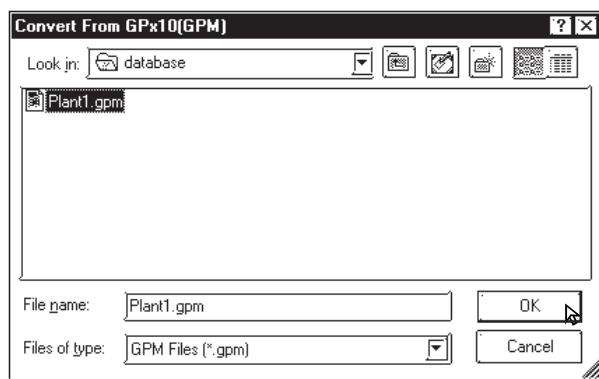 Convert From GPx10(GPM)
Look in: database
Plant1.gpm
File name: Plant1.gpm OK
Files of type: GPM Files (*.gpm) Cancel